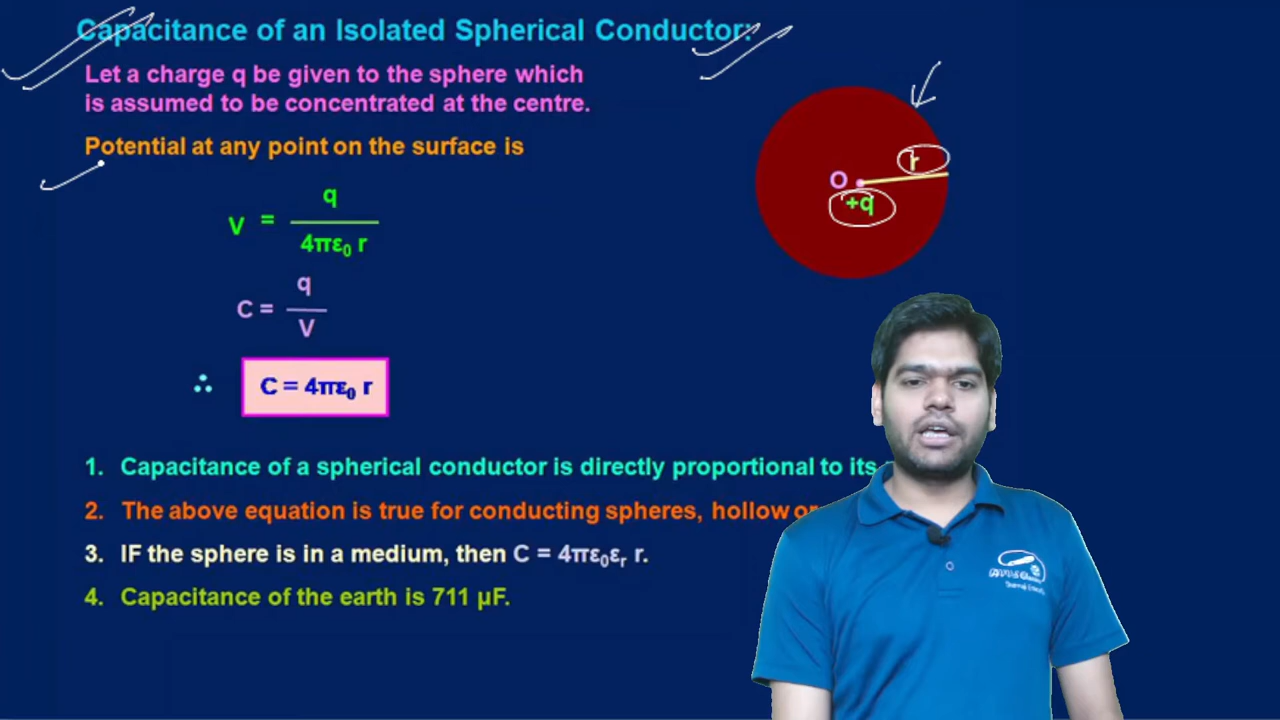 Capacitance of an Isolated Spherical Conductor:
Let a charge q be given to the sphere which
is assumed to be concentrated at the centre.
Potential at any point on the surface is
r
O
+q
V = q / 4πε₀ r
C = q / V
∴ C = 4πε₀ r
1. Capacitance of a spherical conductor is directly proportional to its
2. The above equation is true for conducting spheres, hollow or
3. IF the sphere is in a medium, then C = 4πε₀εᵣ r.
4. Capacitance of the earth is 711 μF.